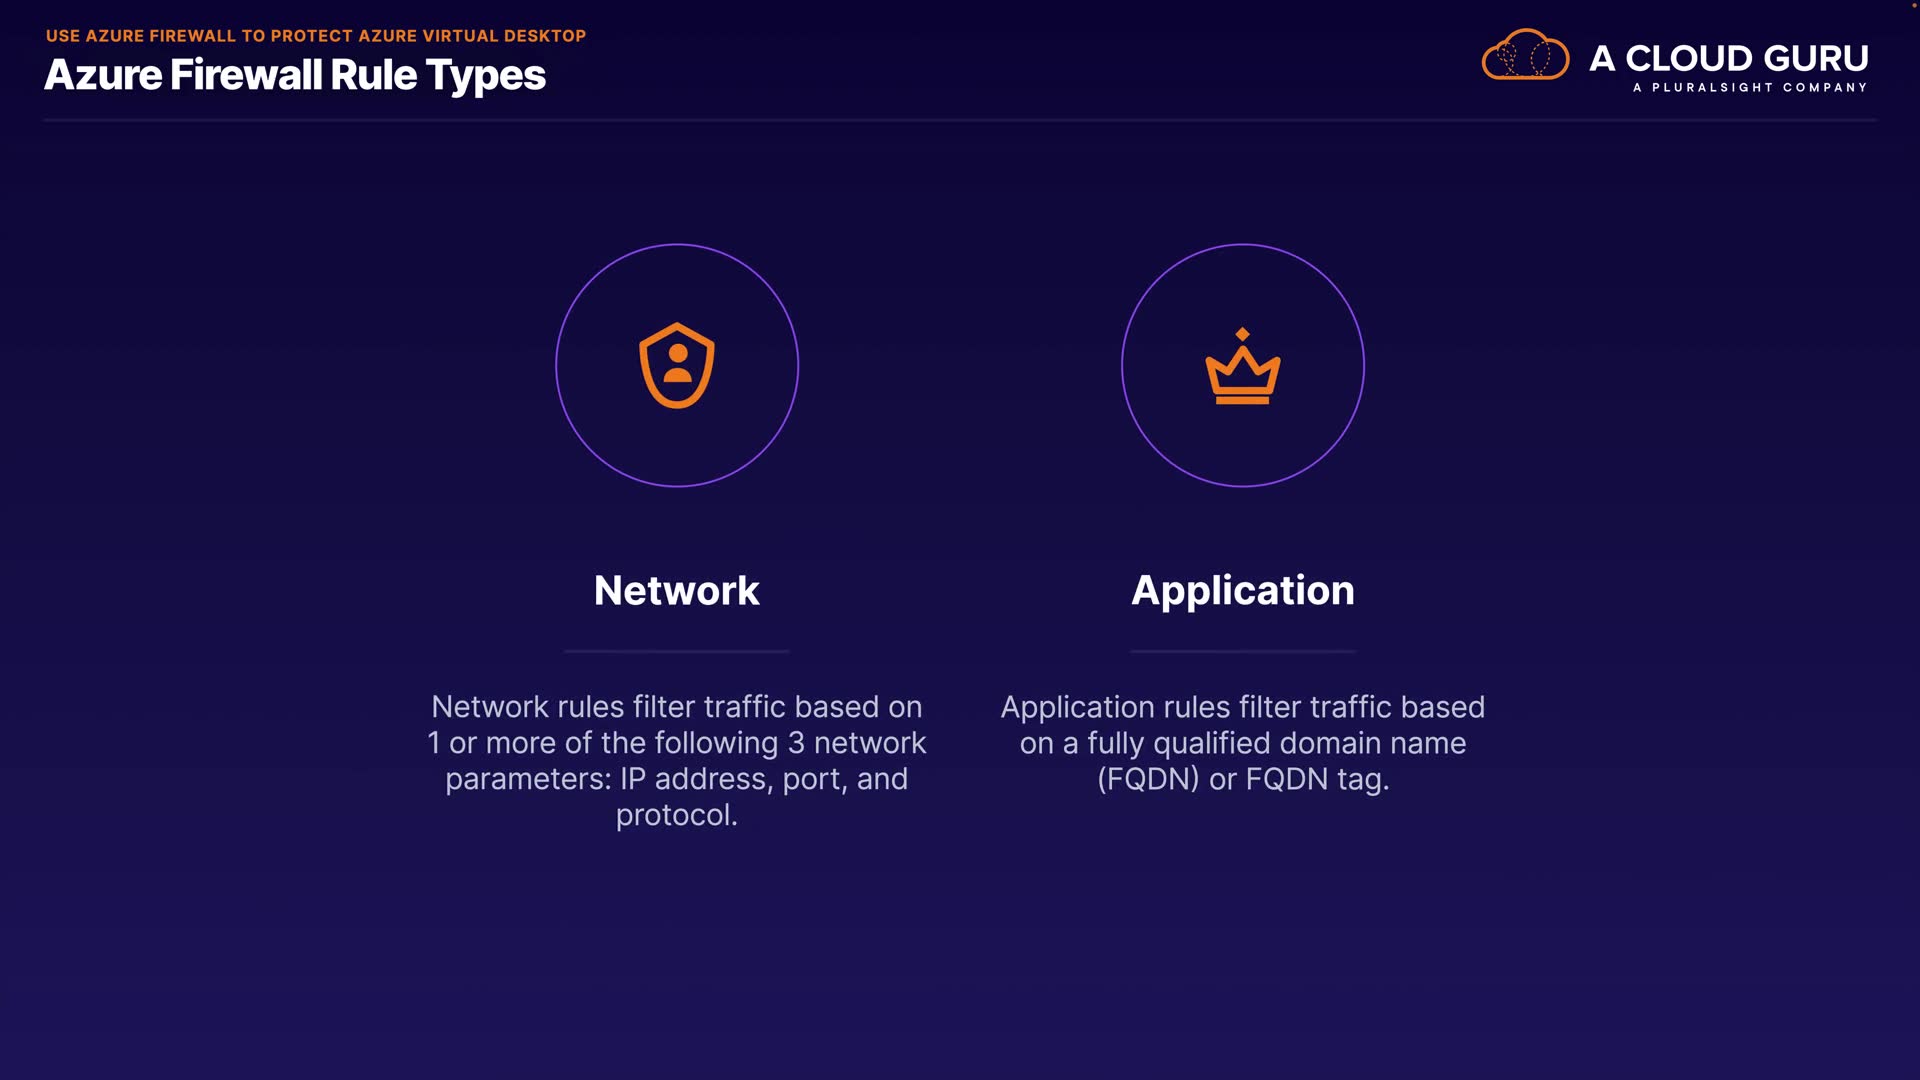 USE AZURE FIREWALL TO PROTECT AZURE VIRTUAL DESKTOP
Azure Firewall Rule Types
A CLOUD GURU
A PLURALSIGHT COMPANY
Network
Network rules filter traffic based on
1 or more of the following 3 network
parameters: IP address, port, and
protocol.
Application
Application rules filter traffic based
on a fully qualified domain name
(FQDN) or FQDN tag.